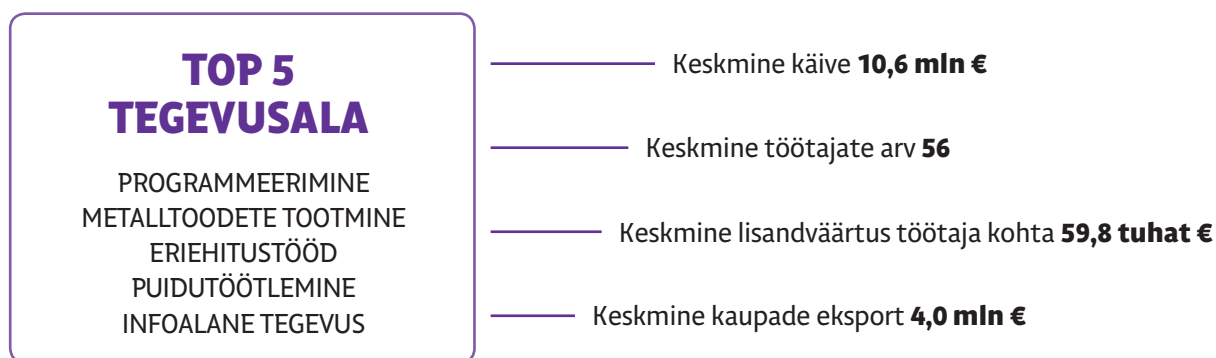 TOP 5
TEGEVUSALA
PROGRAMMEERIMINE
METALLTOODETE TOOTMINE
ERIEHITUSTÖÖD
PUIDUTÖÖTLEMINE
INFOALANE TEGEVUS
Keskmine käive 10,6 mln €
Keskmine töötajate arv 56
Keskmine lisandväärtus töötaja kohta 59,8 tuhat €
Keskmine kaupade eksport 4,0 mln €